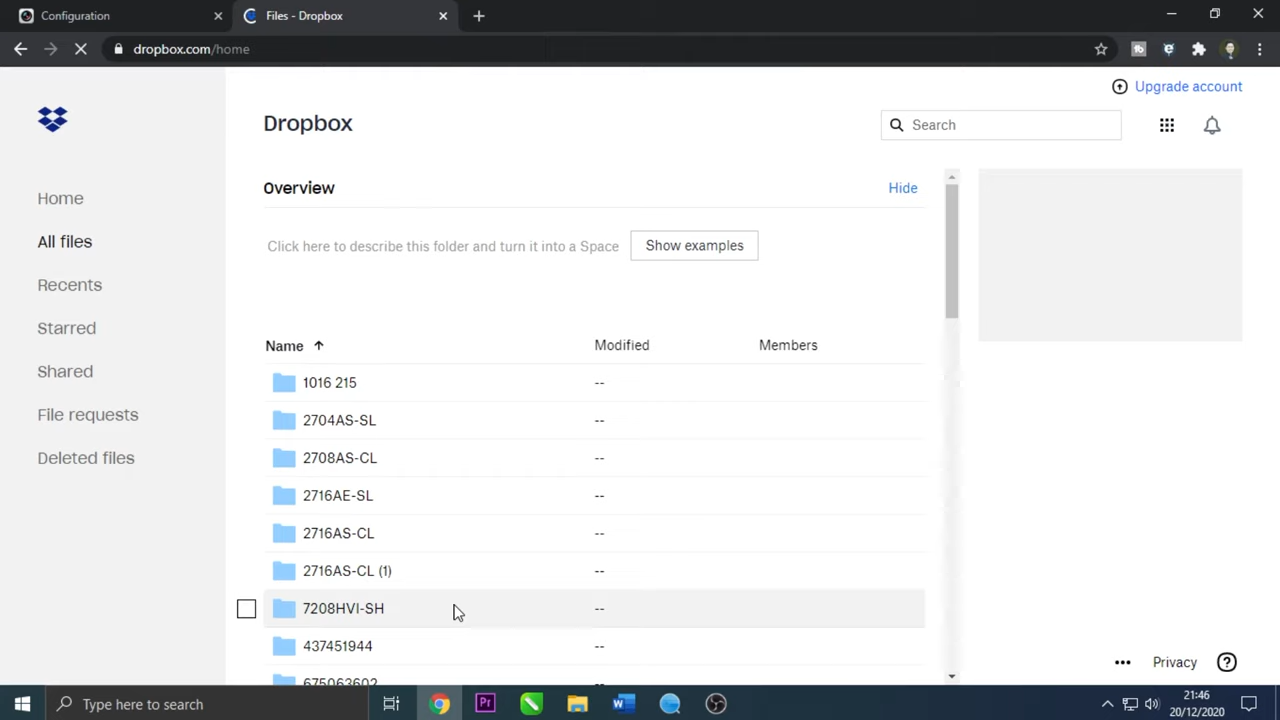 Configuration
Files - Dropbox
dropbox.com/home
Upgrade account
Dropbox
Search
Overview
Hide
Click here to describe this folder and turn it into a Space
Show examples
Home
All files
Recents
Starred
Shared
File requests
Deleted files
Name
Modified
Members
1016 215
--
2704AS-SL
--
2708AS-CL
--
2716AE-SL
--
2716AS-CL
--
2716AS-CL (1)
--
7208HVI-SH
--
437451944
--
675063602
--
Privacy
Type here to search
Pr
21:46
20/12/2020